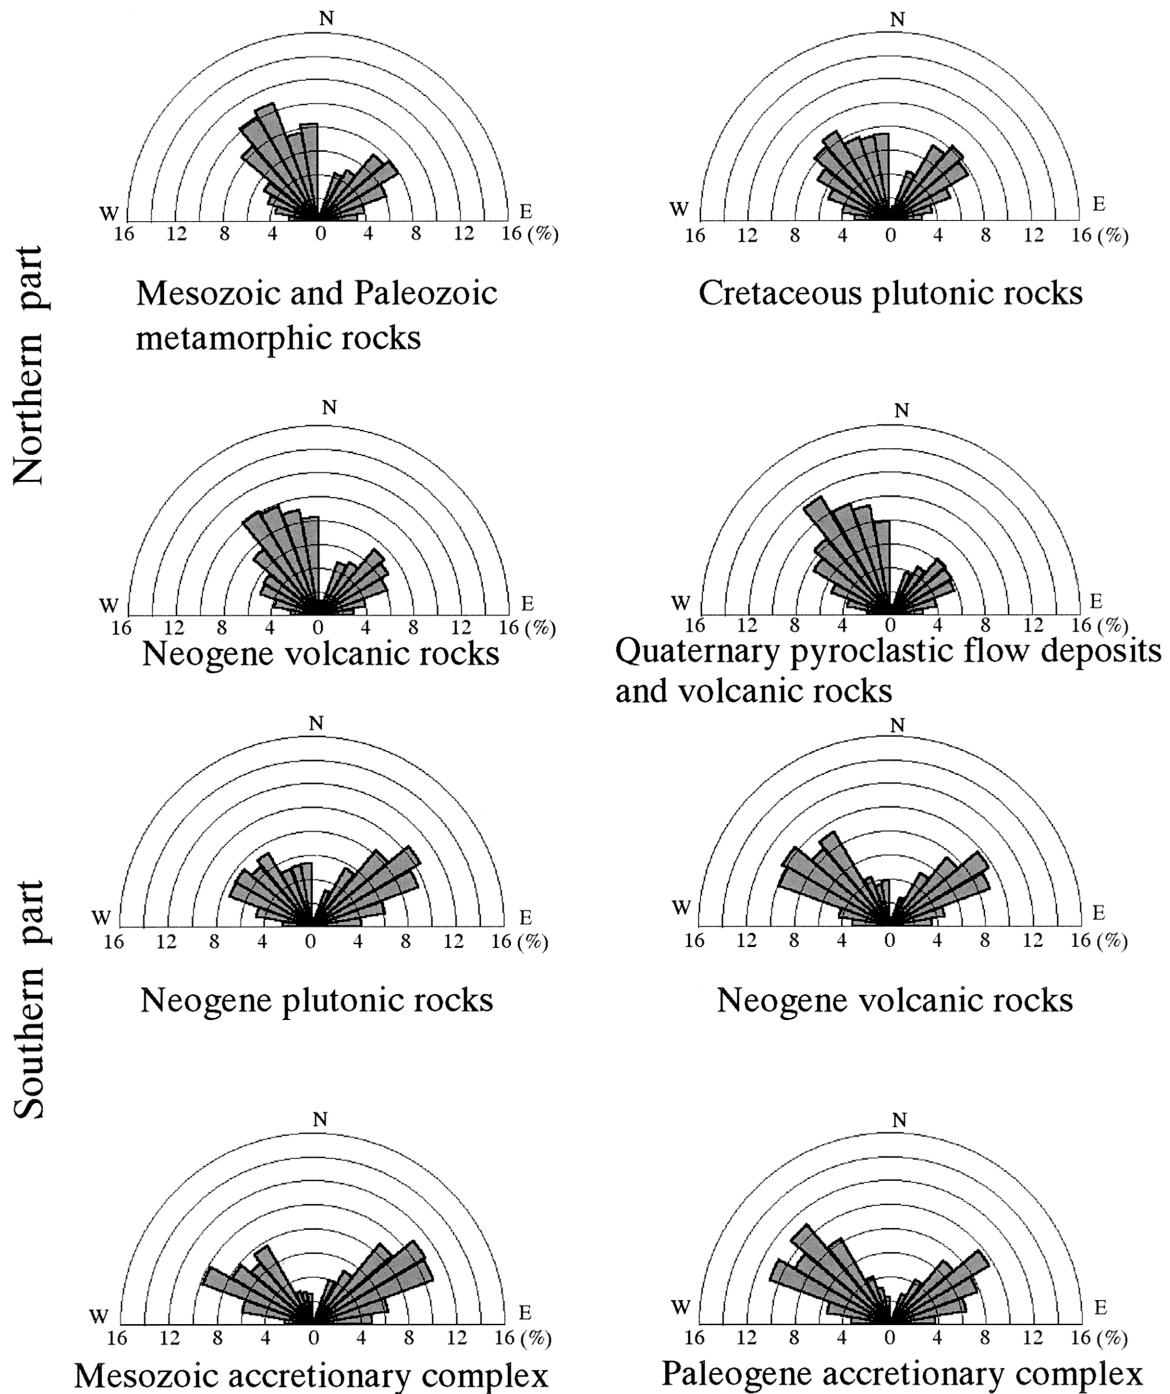 Northern part
N
W
E
16 12 8 4 0 4 8 12 16 (%)
Mesozoic and Paleozoic
metamorphic rocks
N
W
E
16 12 8 4 0 4 8 12 16 (%)
Cretaceous plutonic rocks
N
W
E
16 12 8 4 0 4 8 12 16 (%)
Neogene volcanic rocks
N
W
E
16 12 8 4 0 4 8 12 16 (%)
Quaternary pyroclastic flow deposits
and volcanic rocks
Southern part
N
W
E
16 12 8 4 0 4 8 12 16 (%)
Neogene plutonic rocks
N
W
E
16 12 8 4 0 4 8 12 16 (%)
Neogene volcanic rocks
N
W
E
16 12 8 4 0 4 8 12 16 (%)
Mesozoic accretionary complex
N
W
E
16 12 8 4 0 4 8 12 16 (%)
Paleogene accretionary complex